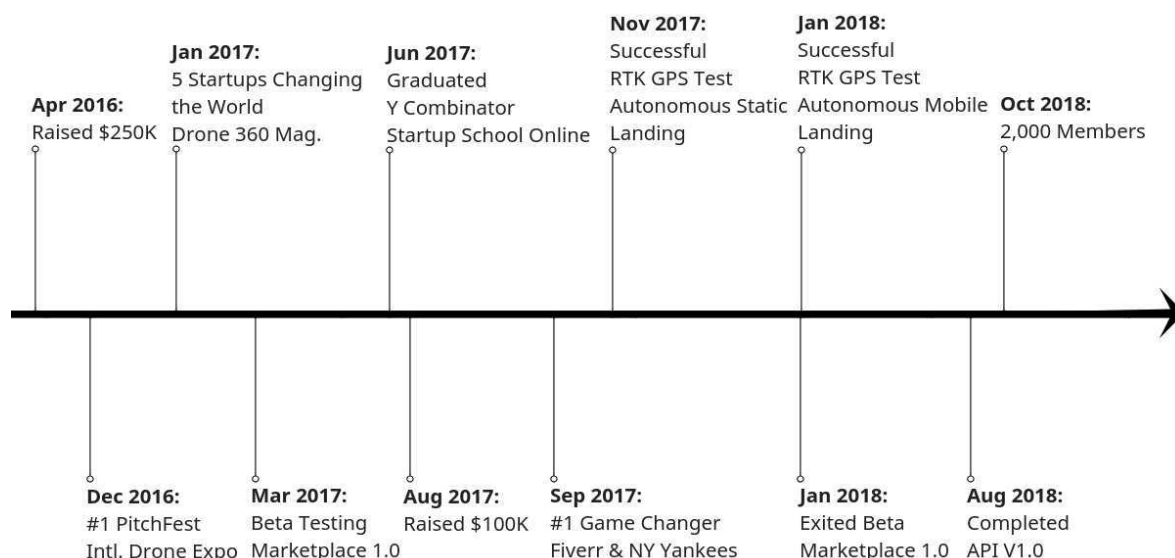 Apr 2016:
Raised $250K
Jan 2017:
5 Startups Changing
the World
Drone 360 Mag.
Jun 2017:
Graduated
Y Combinator
Startup School Online
Nov 2017:
Successful
RTK GPS Test
Autonomous Static
Landing
Jan 2018:
Successful
RTK GPS Test
Autonomous Mobile
Landing
Oct 2018:
2,000 Members
Dec 2016:
#1 PitchFest
Intl. Drone Expo
Mar 2017:
Beta Testing
Marketplace 1.0
Aug 2017:
Raised $100K
Sep 2017:
#1 Game Changer
Fiverr & NY Yankees
Jan 2018:
Exited Beta
Marketplace 1.0
Aug 2018:
Completed
API V1.0